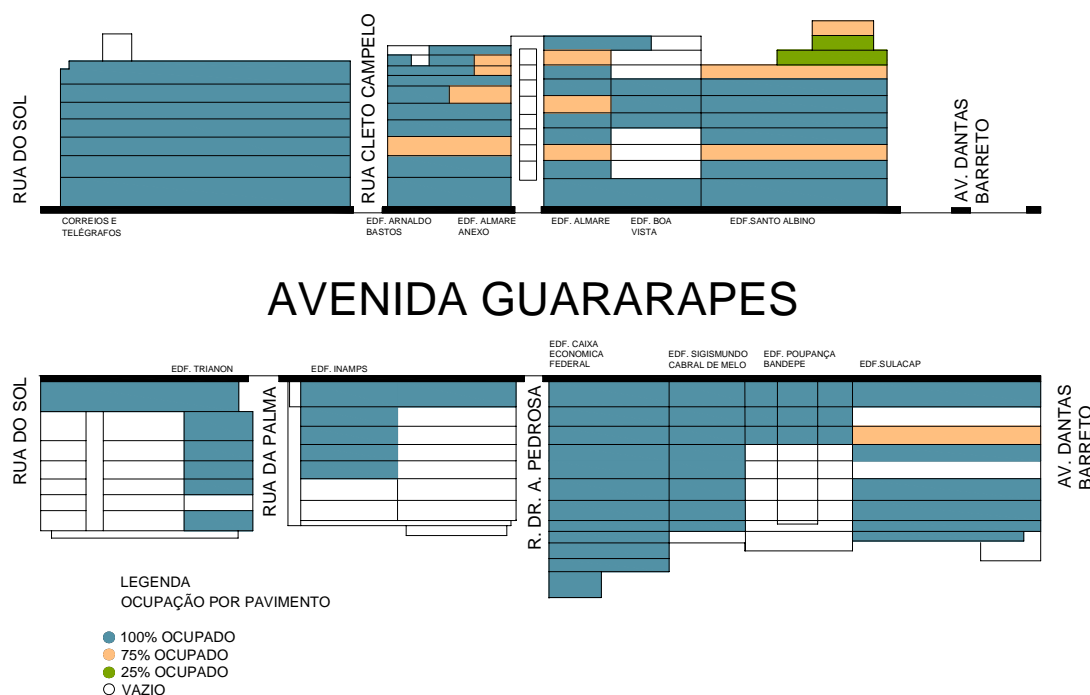 RUA DO SOL
RUA CLETO CAMPELO
AV. DANTAS
BARRETO
CORREIOS E
TELÉGRAFOS
EDF. ARNALDO
BASTOS
EDF. ALMARE
ANEXO
EDF. ALMARE
EDF. BOA
VISTA
EDF.SANTO ALBINO
AVENIDA GUARARAPES
EDF. TRIANON
EDF. INAMPS
EDF. CAIXA
ECONOMICA
FEDERAL
EDF. SIGISMUNDO
CABRAL DE MELO
EDF. POUPANÇA
BANDEPE
EDF.SULACAP
RUA DO SOL
RUA DA PALMA
R. DR. A. PEDROSA
AV. DANTAS
BARRETO
LEGENDA
OCUPAÇÃO POR PAVIMENTO
100% OCUPADO
75% OCUPADO
25% OCUPADO
VAZIO